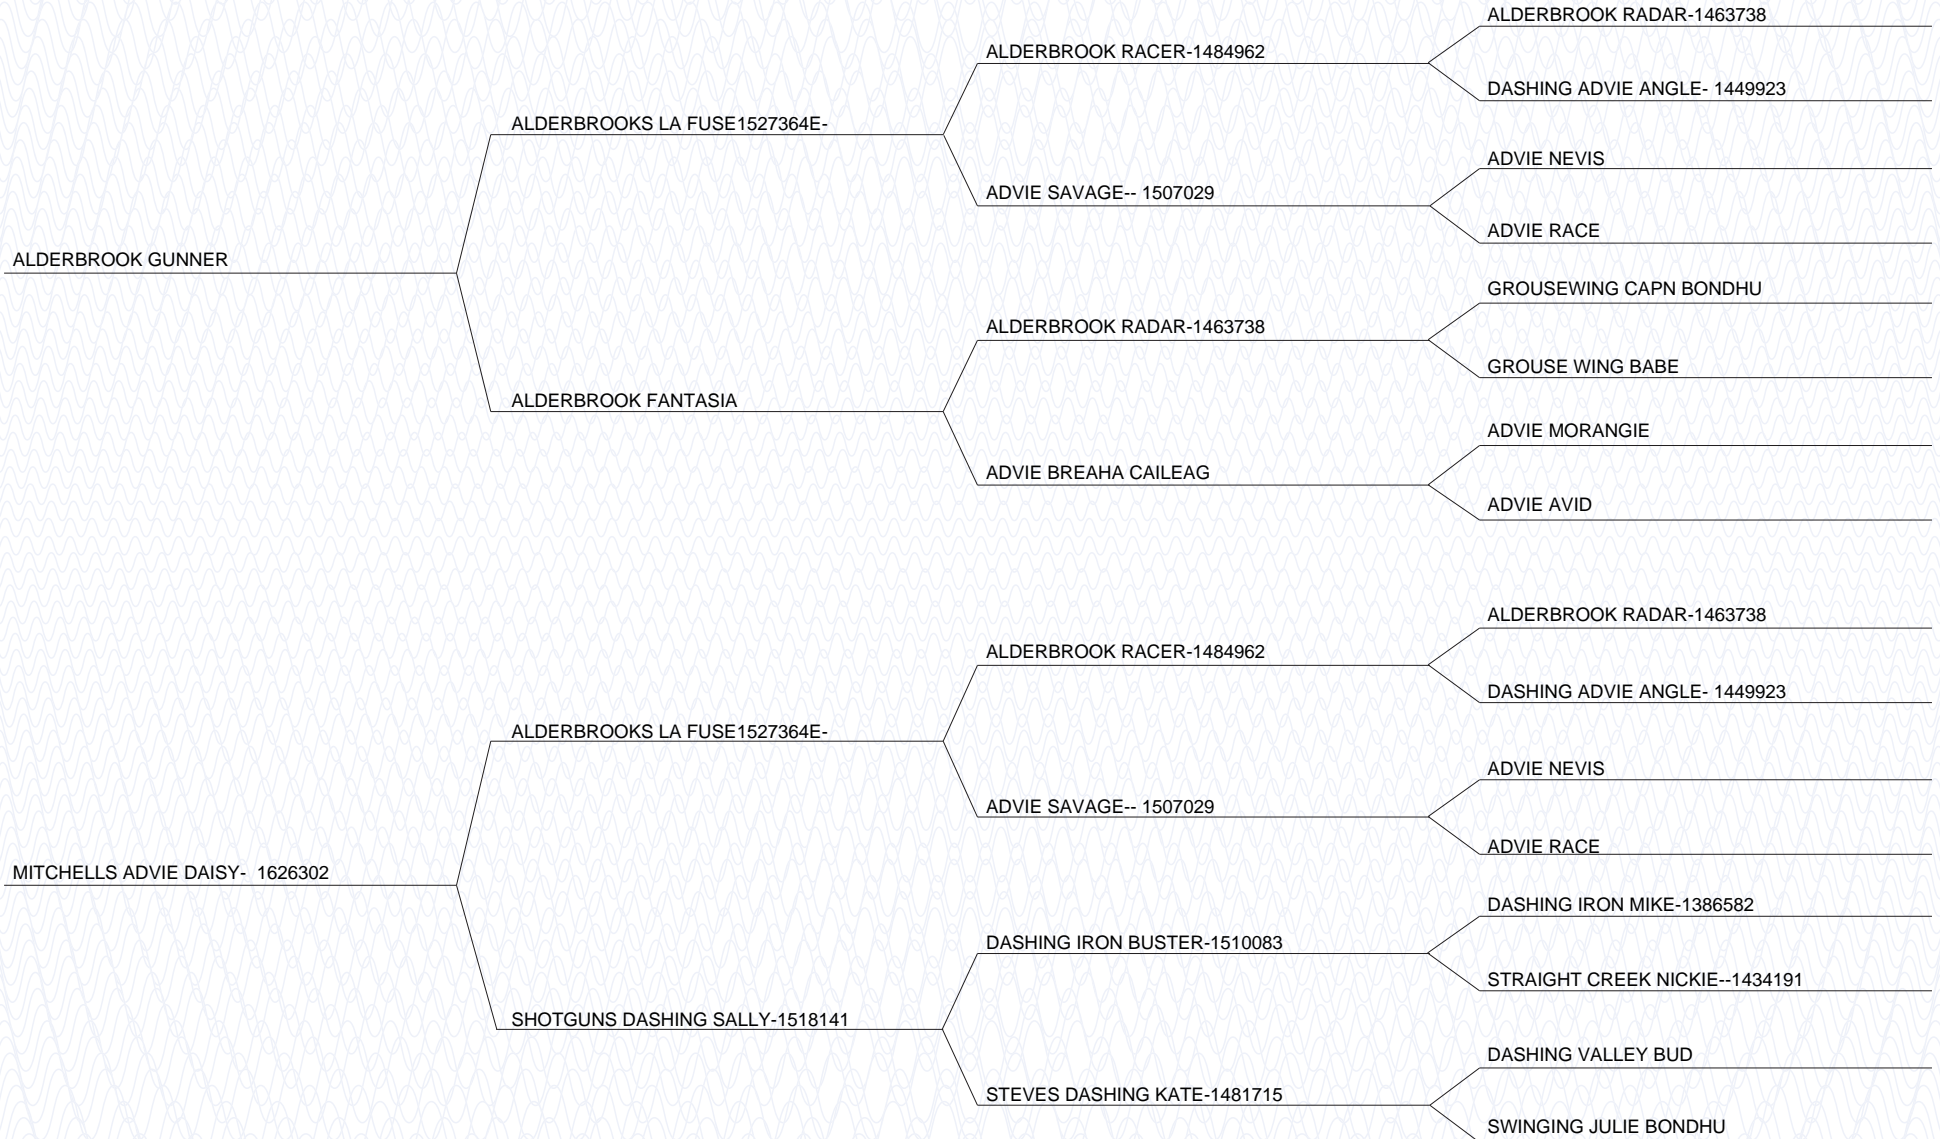 ALDERBROOK RADAR-1463738
ALDERBROOK RACER-1484962
DASHING ADVIE ANGLE- 1449923
ALDERBROOKS LA FUSE1527364E-
ADVIE NEVIS
ADVIE SAVAGE-- 1507029
ADVIE RACE
ALDERBROOK GUNNER
GROUSEWING CAPN BONDHU
ALDERBROOK RADAR-1463738
GROUSE WING BABE
ALDERBROOK FANTASIA
ADVIE MORANGIE
ADVIE BREAHA CAILEAG
ADVIE AVID
ALDERBROOK RADAR-1463738
ALDERBROOK RACER-1484962
DASHING ADVIE ANGLE- 1449923
ALDERBROOKS LA FUSE1527364E-
ADVIE NEVIS
ADVIE SAVAGE-- 1507029
ADVIE RACE
MITCHELLS ADVIE DAISY-  1626302
DASHING IRON MIKE-1386582
DASHING IRON BUSTER-1510083
STRAIGHT CREEK NICKIE--1434191
SHOTGUNS DASHING SALLY-1518141
DASHING VALLEY BUD
STEVES DASHING KATE-1481715
SWINGING JULIE BONDHU